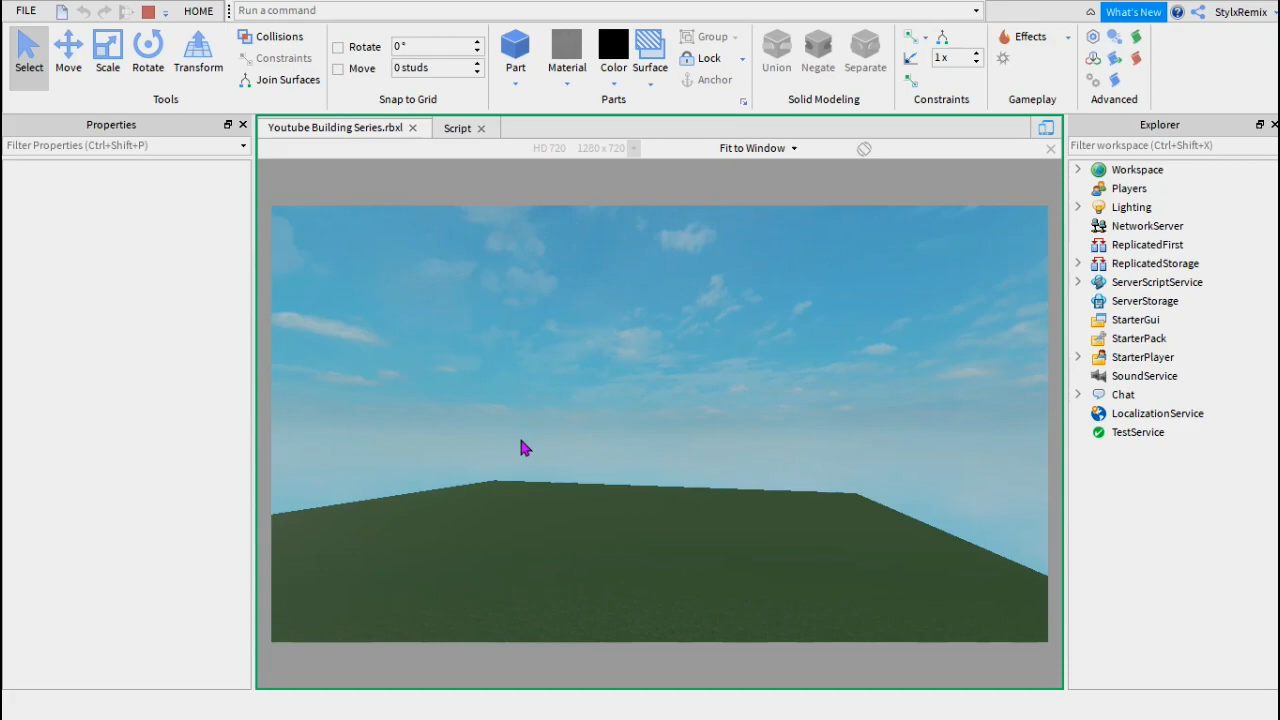 FILE HOME Run a command What's New StylxRemix
Select Move Scale Rotate Transform Collisions Constraints Join Surfaces
Tools
Rotate 0 °
Move 0 studs
Snap to Grid
Part Material Color Surface Group Lock Anchor
Parts
Union Negate Separate
Solid Modeling
1 x
Constraints
Effects
Gameplay
Advanced
Properties
Filter Properties (Ctrl+Shift+P)
Youtube Building Series.rbxl Script
HD 720 1280 x 720 Fit to Window
Explorer
Filter workspace (Ctrl+Shift+X)
Workspace
Players
Lighting
NetworkServer
ReplicatedFirst
ReplicatedStorage
ServerScriptService
ServerStorage
StarterGui
StarterPack
StarterPlayer
SoundService
Chat
LocalizationService
TestService